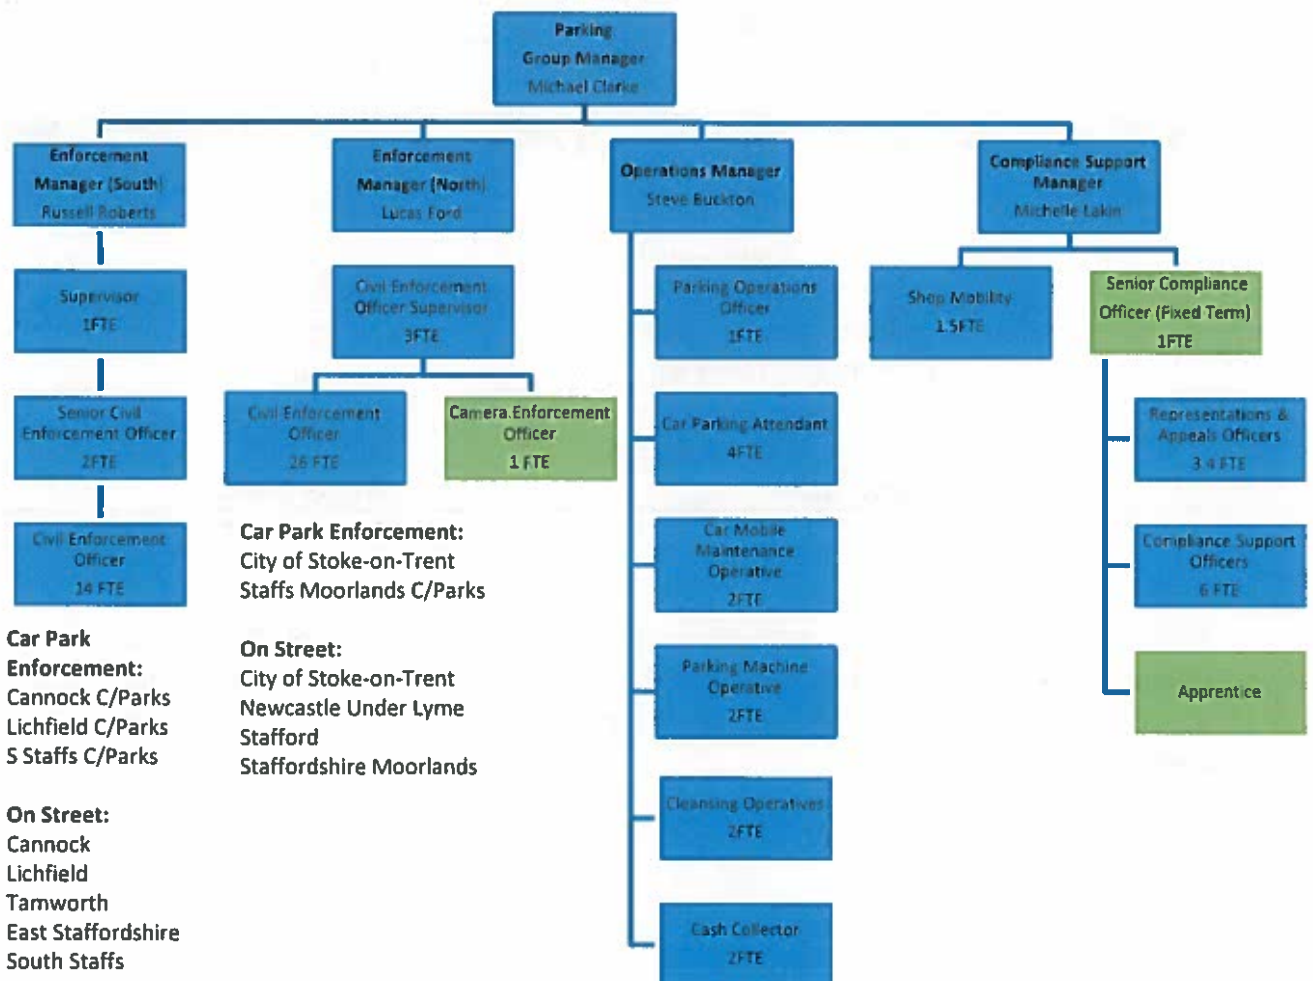 Parking
Group Manager
Michael Clarke
Enforcement
Manager (South)
Russell Roberts
Supervisor
1FTE
Senior Civil
Enforcement Officer
2FTE
Civil Enforcement
Officer
14 FTE
Car Park
Enforcement:
Cannock C/Parks
Lichfield C/Parks
S Staffs C/Parks
On Street:
Cannock
Lichfield
Tamworth
East Staffordshire
South Staffs
Enforcement
Manager (North)
Lucas Ford
Civil Enforcement
Officer Supervisor
3FTE
Civil Enforcement
Officer
26 FTE
Camera Enforcement
Officer
1 FTE
Car Park Enforcement:
City of Stoke-on-Trent
Staffs Moorlands C/Parks
On Street:
City of Stoke-on-Trent
Newcastle Under Lyme
Stafford
Staffordshire Moorlands
Operations Manager
Steve Buckton
Parking Operations
Officer
1FTE
Car Parking Attendant
4FTE
Car Mobile
Maintenance
Operative
2FTE
Parking Machine
Operative
2FTE
Cleansing Operatives
2FTE
Cash Collector
2FTE
Compliance Support
Manager
Michelle Lakin
Shop Mobility
1.5FTE
Senior Compliance
Officer (Fixed Term)
1FTE
Representations &
Appeals Officers
3.4 FTE
Compliance Support
Officers
6 FTE
Apprentice